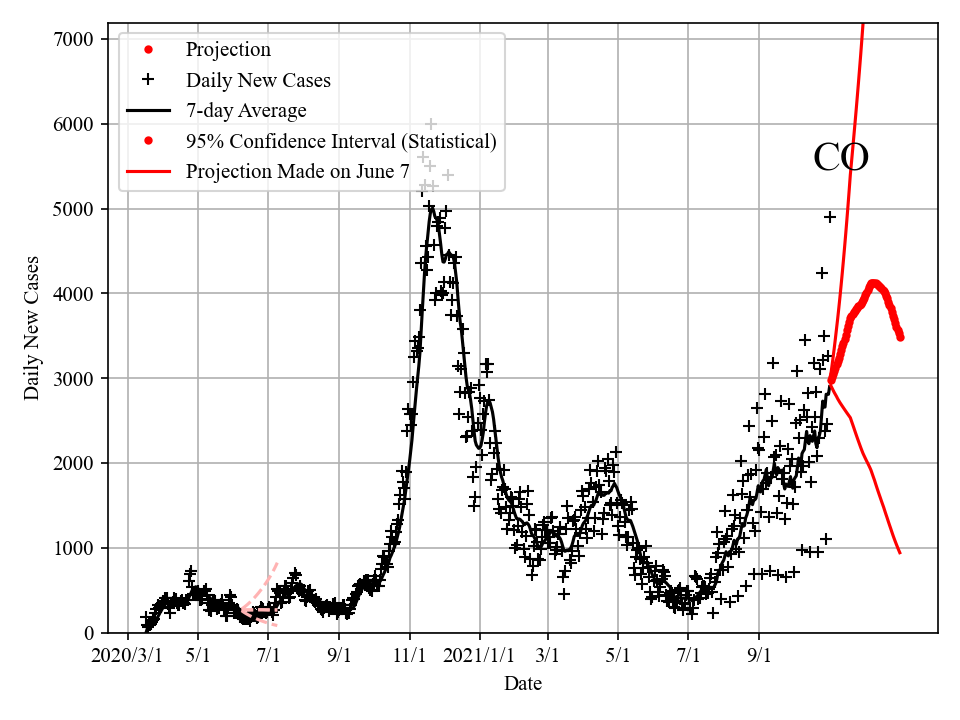 7000
6000
5000
4000
3000
2000
1000
0
Daily New Cases
Projection
Daily New Cases
7-day Average
95% Confidence Interval (Statistical)
Projection Made on June 7
CO
2020/3/1 5/1 7/1 9/1 11/1 2021/1/1 3/1 5/1 7/1 9/1
Date